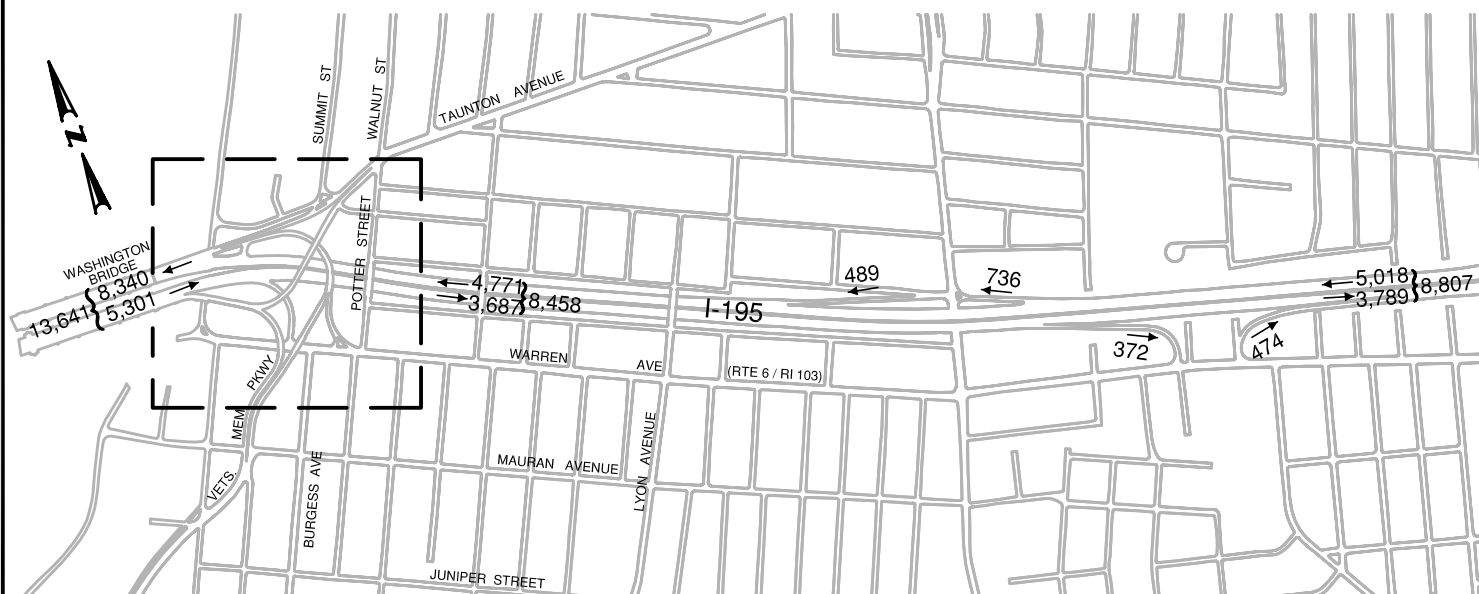 SUMMIT ST
WALNUT ST
TAUNTON AVENUE
N
POTTER STREET
WASHINGTON
BRIDGE
8,340
5,301
13,641
4,771
3,687
8,458
I-195
489
736
5,018
3,789
8,807
372
474
WARREN AVE (RTE 6 / RI 103)
VETS. MEM PKWY
BURGESS AVE
MAURAN AVENUE
LYON AVENUE
JUNIPER STREET